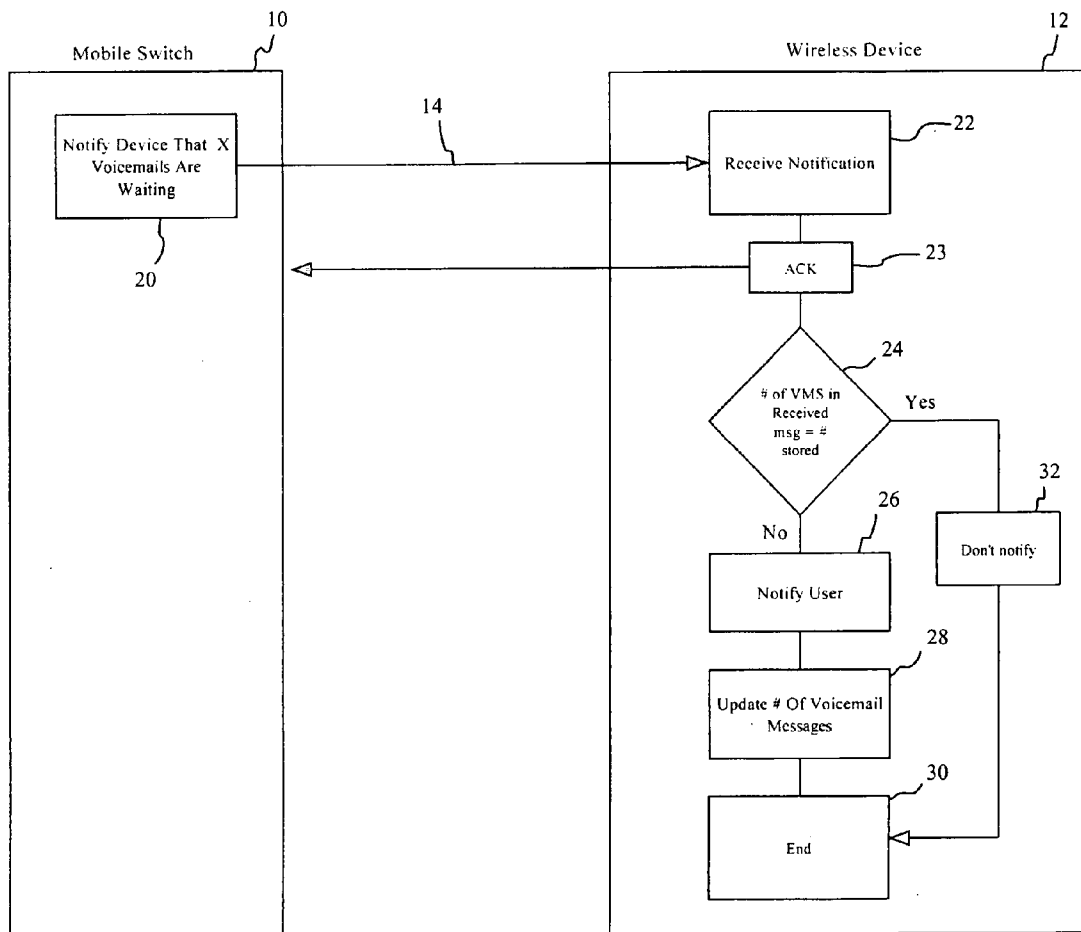 10
12
Mobile Switch
Wireless Device
14
22
Notify Device That X
Voicemails Are
Waiting
Receive Notification
20
23
ACK
24
# of VMS in
Received
msg = #
stored
Yes
32
26
No
Don't notify
Notify User
28
Update # Of Voicemail
Messages
30
End